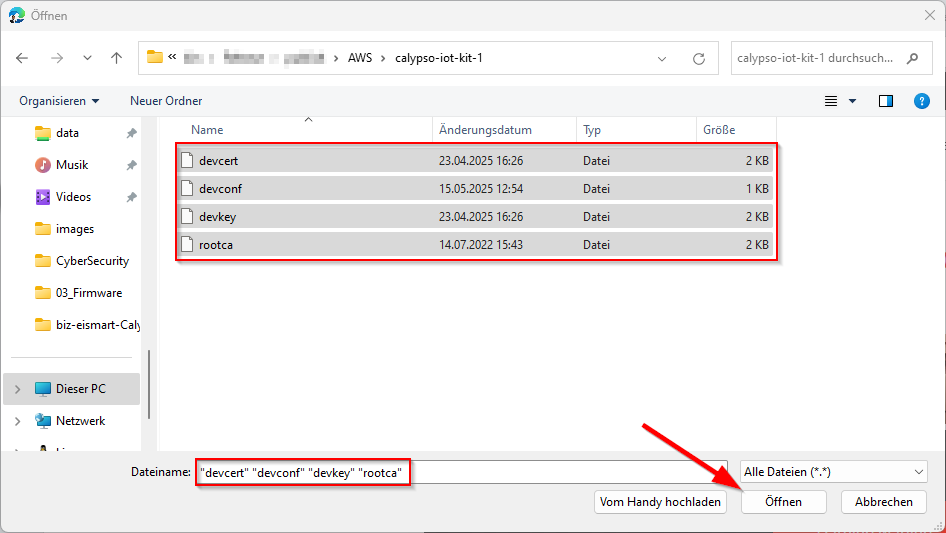 Öffnen
« › AWS › calypso-iot-kit-1
calypso-iot-kit-1 durchsuch...
Organisieren
Neuer Ordner
Name Änderungsdatum Typ Größe
data
Musik
Videos
images
CyberSecurity
03_Firmware
biz-eismart-Caly
Dieser PC
Netzwerk
devcert 23.04.2025 16:26 Datei 2 KB
devconf 15.05.2025 12:54 Datei 1 KB
devkey 23.04.2025 16:26 Datei 2 KB
rootca 14.07.2022 15:43 Datei 2 KB
Dateiname: "devcert" "devconf" "devkey" "rootca"
Alle Dateien (*.*)
Vom Handy hochladen
Öffnen
Abbrechen